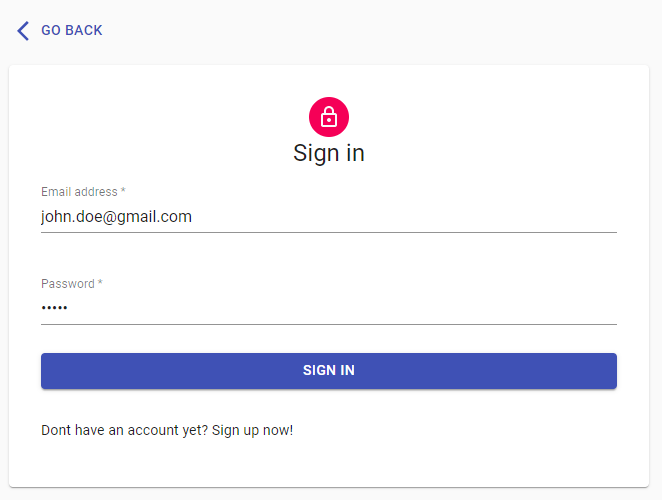 GO BACK
Sign in
Email address *
john.doe@gmail.com
Password *
•••••
SIGN IN
Dont have an account yet? Sign up now!